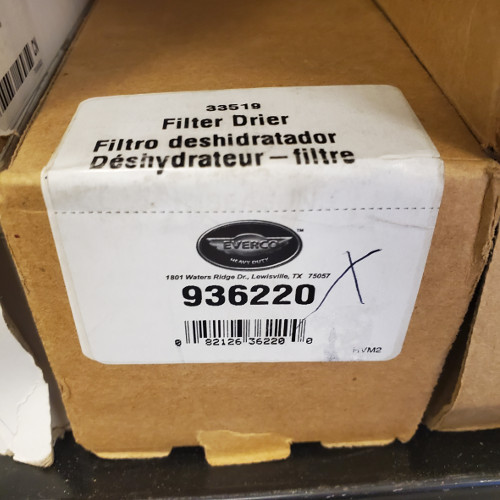 33519
Filter Drier
Filtro deshidratador
Déshydrateur – filtre
EVERCO
™
HEAVY DUTY
1801 Waters Ridge Dr., Lewisville, TX 75057
936220
X
0 82126 36220 0